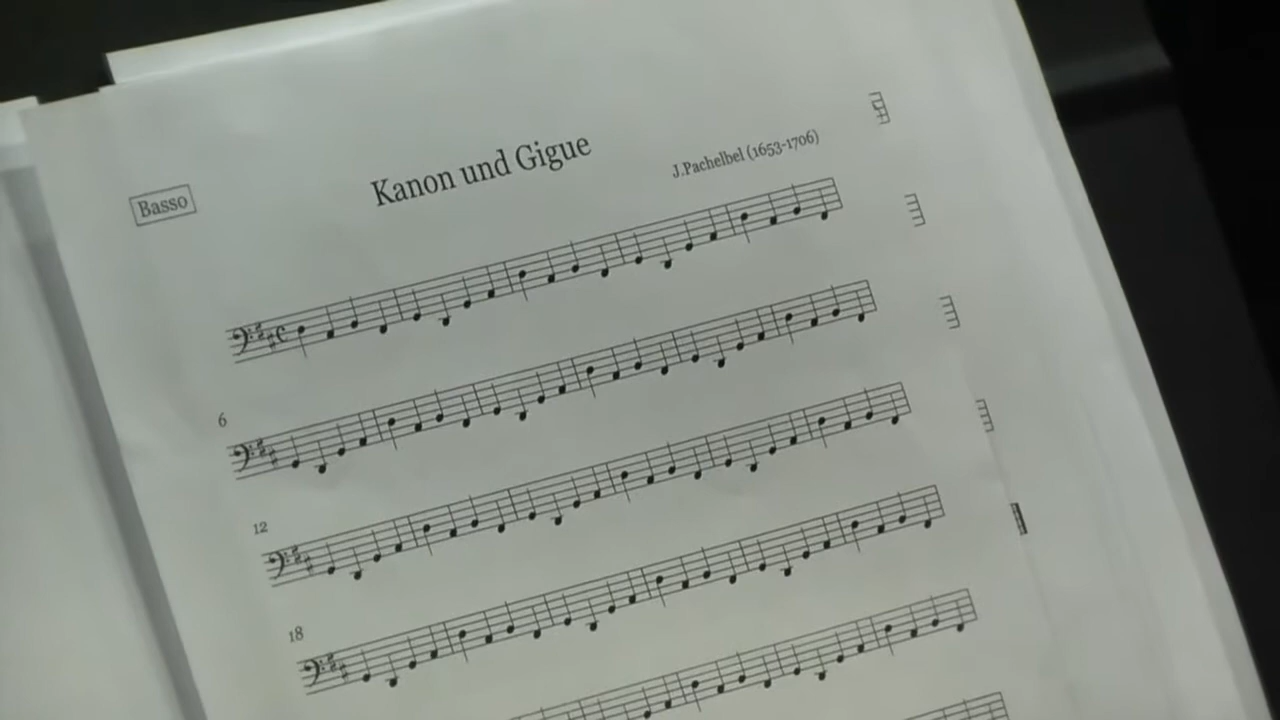 Kanon und Gigue
Basso
J.Pachelbel (1653-1706)
6
12
18